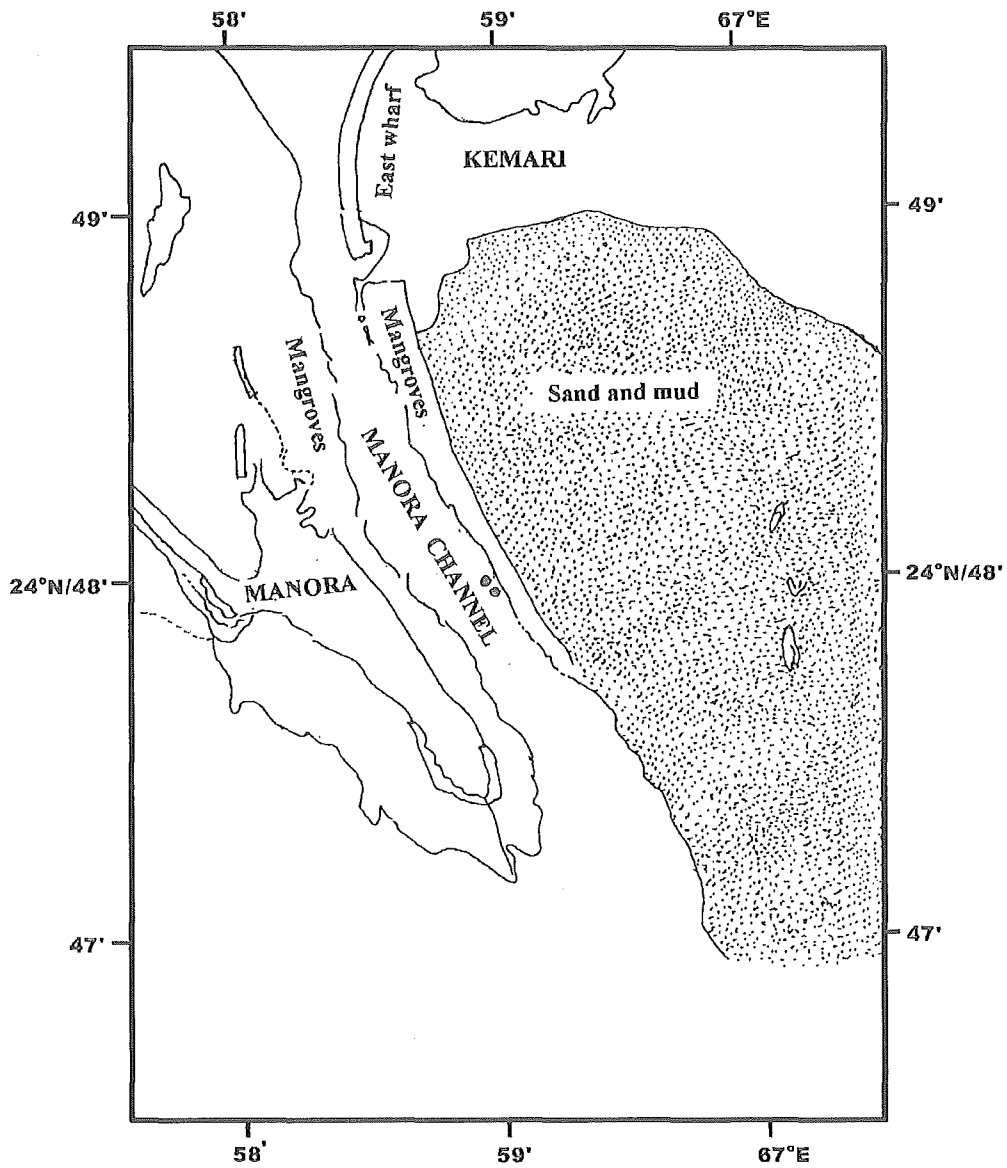 58' 59' 67°E
East wharf
KEMARI
49' 49'
Mangroves
Mangroves
Sand and mud
MANORA CHANNEL
24°N/48' 24°N/48'
MANORA
47' 47'
58' 59' 67°E